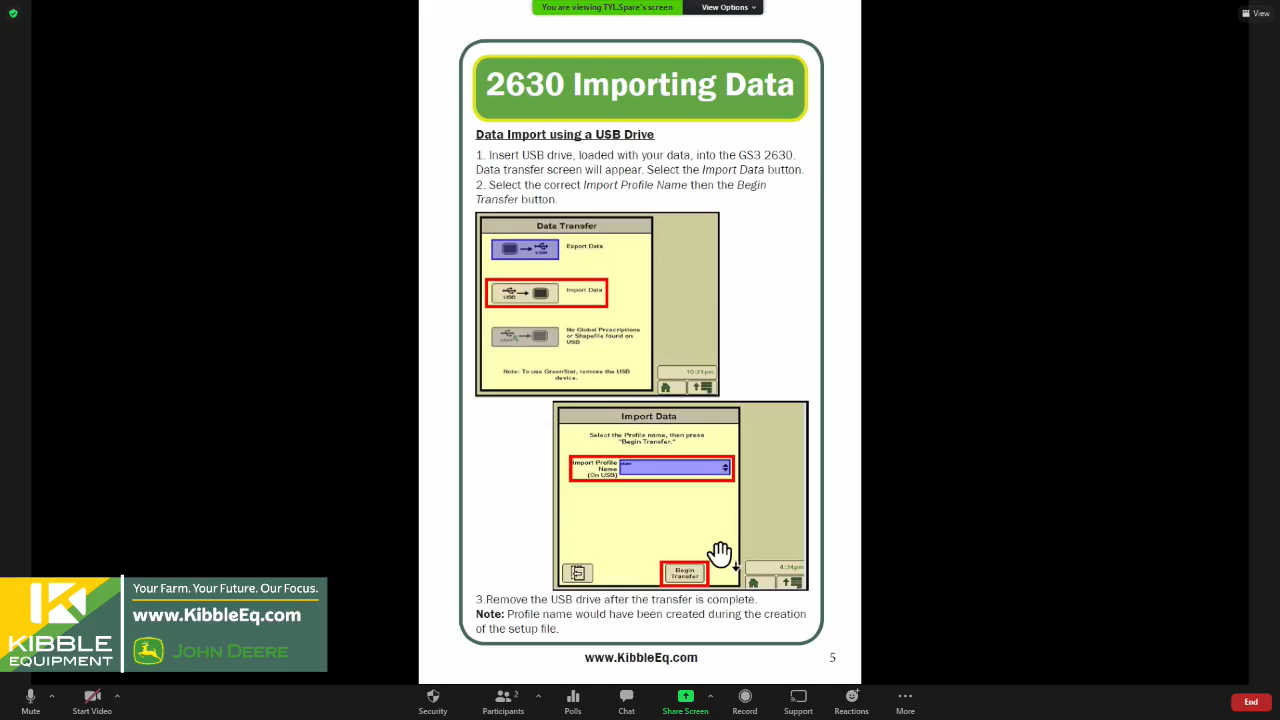 You are viewing TYL.Spare's screen
View Options
View
2630 Importing Data
Data Import using a USB Drive
1. Insert USB drive, loaded with your data, into the GS3 2630.
Data transfer screen will appear. Select the Import Data button.
2. Select the correct Import Profile Name then the Begin
Transfer button.
Data Transfer
Export Data
USB
Import Data
USB
No Global Prescriptions
or Shapefile found on
USB
Note: To use GreenStar, remove the USB
device.
10:21pm
Import Data
Select the Profile name, then press
"Begin Transfer."
Import Profile
Name
(On USB)
Begin
Transfer
4:34pm
3.Remove the USB drive after the transfer is complete.
Note: Profile name would have been created during the creation
of the setup file.
www.KibbleEq.com
5
KIBBLE
EQUIPMENT
Your Farm. Your Future. Our Focus.
www.KibbleEq.com
JOHN DEERE
Mute
Start Video
Security
2
Participants
Polls
Chat
Share Screen
Record
Support
Reactions
More
End